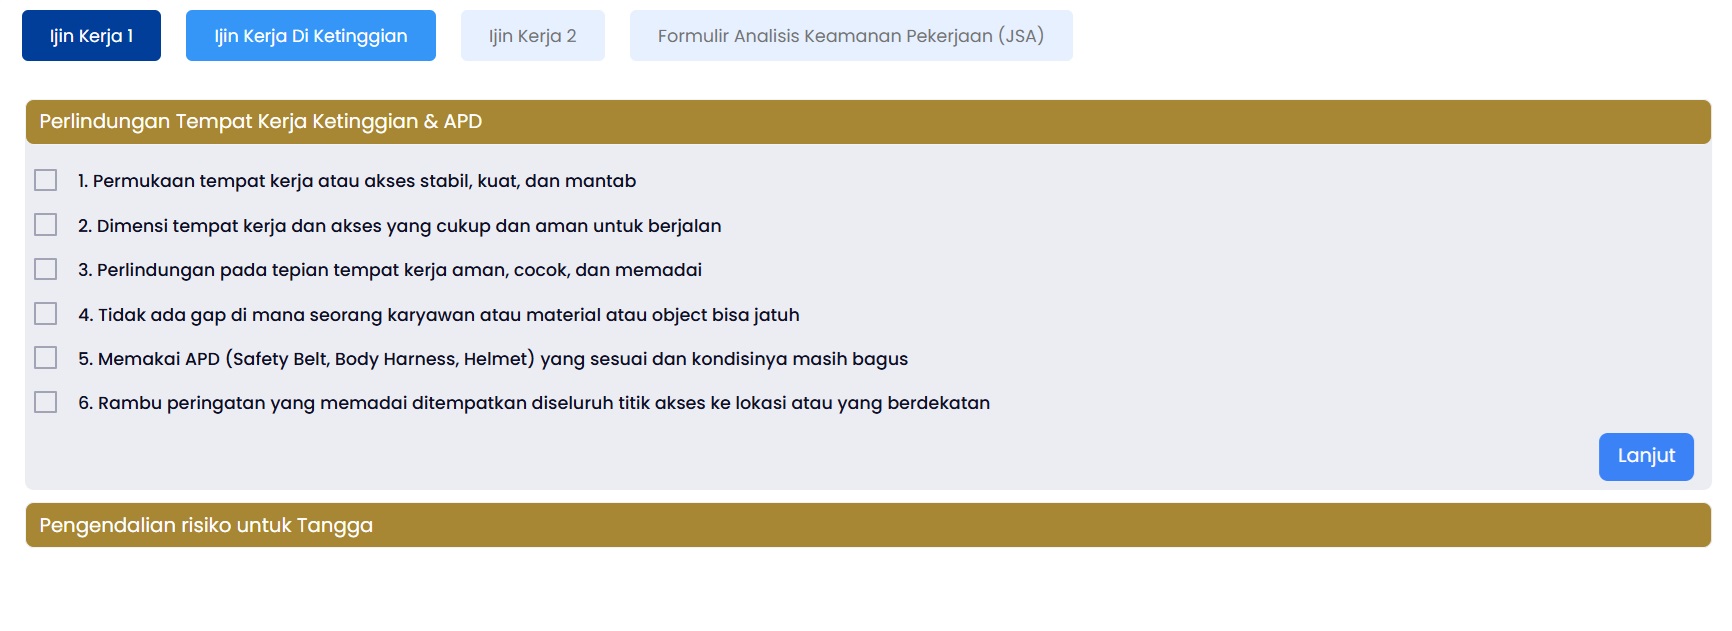 Ijin Kerja 1
Ijin Kerja Di Ketinggian
Ijin Kerja 2
Formulir Analisis Keamanan Pekerjaan (JSA)
Perlindungan Tempat Kerja Ketinggian & APD
1. Permukaan tempat kerja atau akses stabil, kuat, dan mantab
2. Dimensi tempat kerja dan akses yang cukup dan aman untuk berjalan
3. Perlindungan pada tepian tempat kerja aman, cocok, dan memadai
4. Tidak ada gap di mana seorang karyawan atau material atau object bisa jatuh
5. Memakai APD (Safety Belt, Body Harness, Helmet) yang sesuai dan kondisinya masih bagus
6. Rambu peringatan yang memadai ditempatkan diseluruh titik akses ke lokasi atau yang berdekatan
Lanjut
Pengendalian risiko untuk Tangga